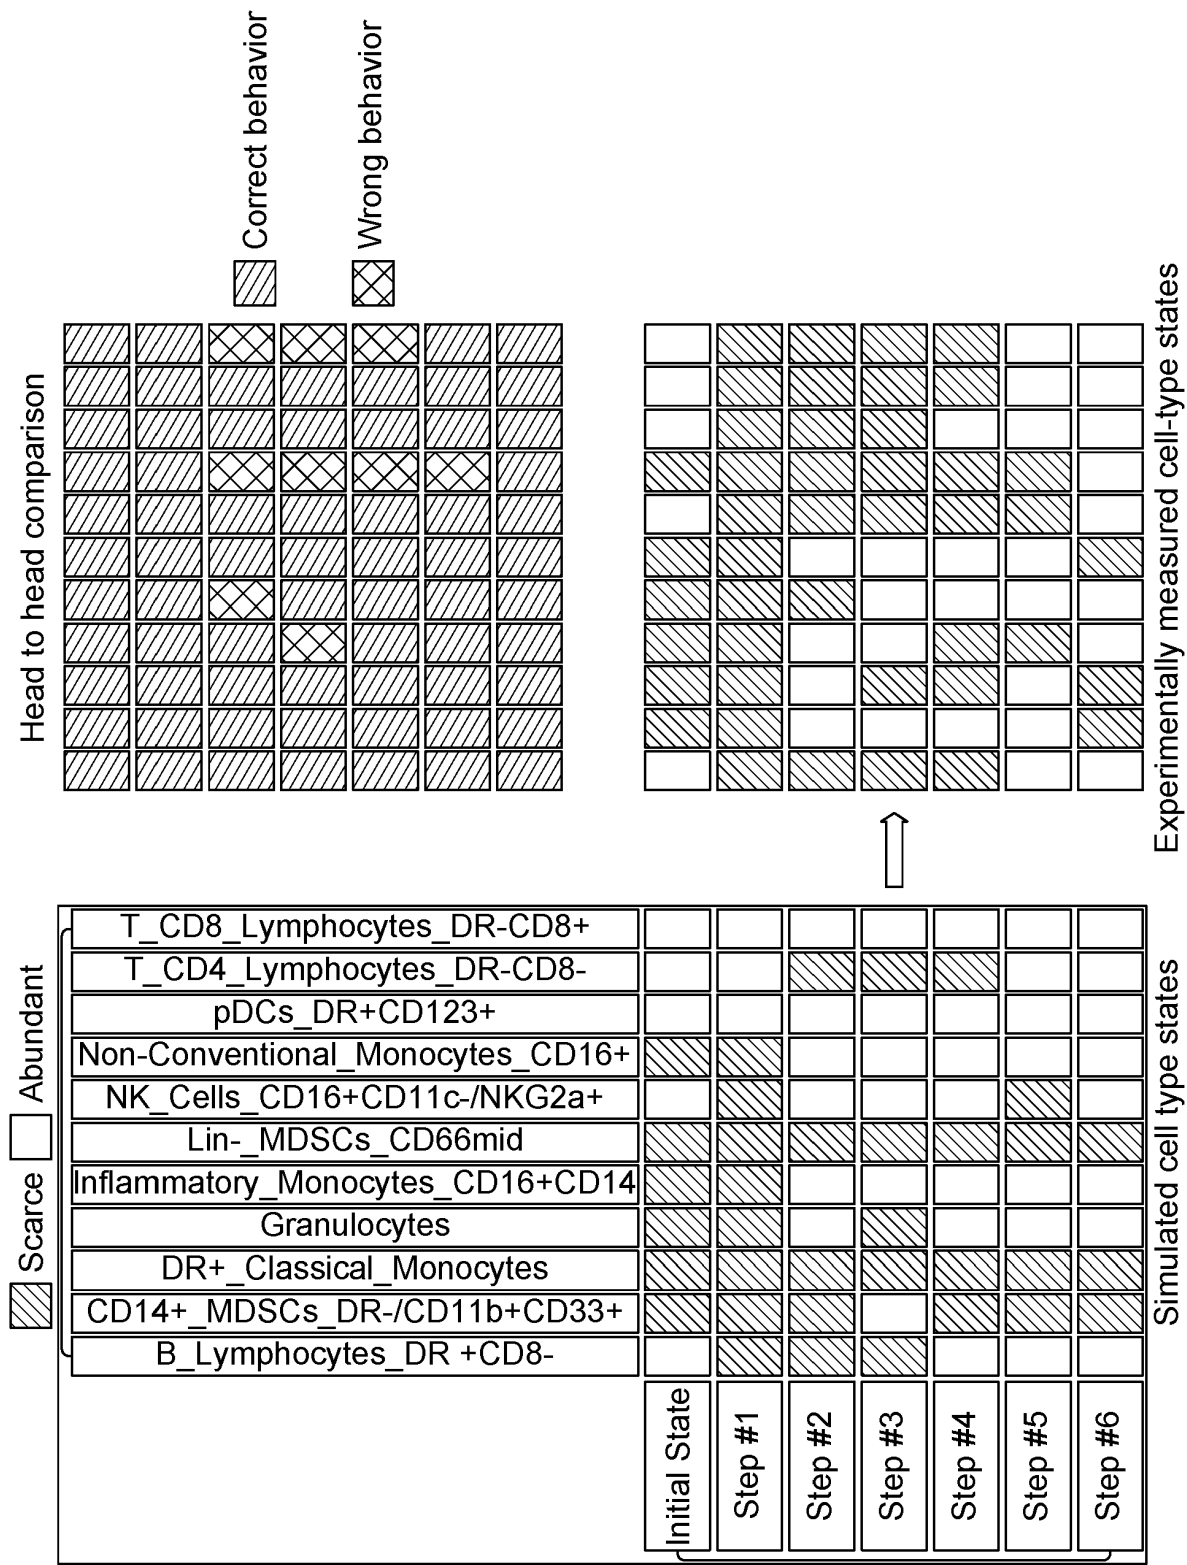 Scarce
Abundant
T_CD8_Lymphocytes_DR-CD8+
T_CD4_Lymphocytes_DR-CD8-
pDCs_DR+CD123+
Non-Conventional_Monocytes_CD16+
NK_Cells_CD16+CD11c-/NKG2a+
Lin-_MDSCs_CD66mid
Inflammatory_Monocytes_CD16+CD14
Granulocytes
DR+_Classical_Monocytes
CD14+_MDSCs_DR-/CD11b+CD33+
B_Lymphocytes_DR +CD8-
Initial State
Step #1
Step #2
Step #3
Step #4
Step #5
Step #6
Simulated cell type states
Head to head comparison
Correct behavior
Wrong behavior
Experimentally measured cell-type states